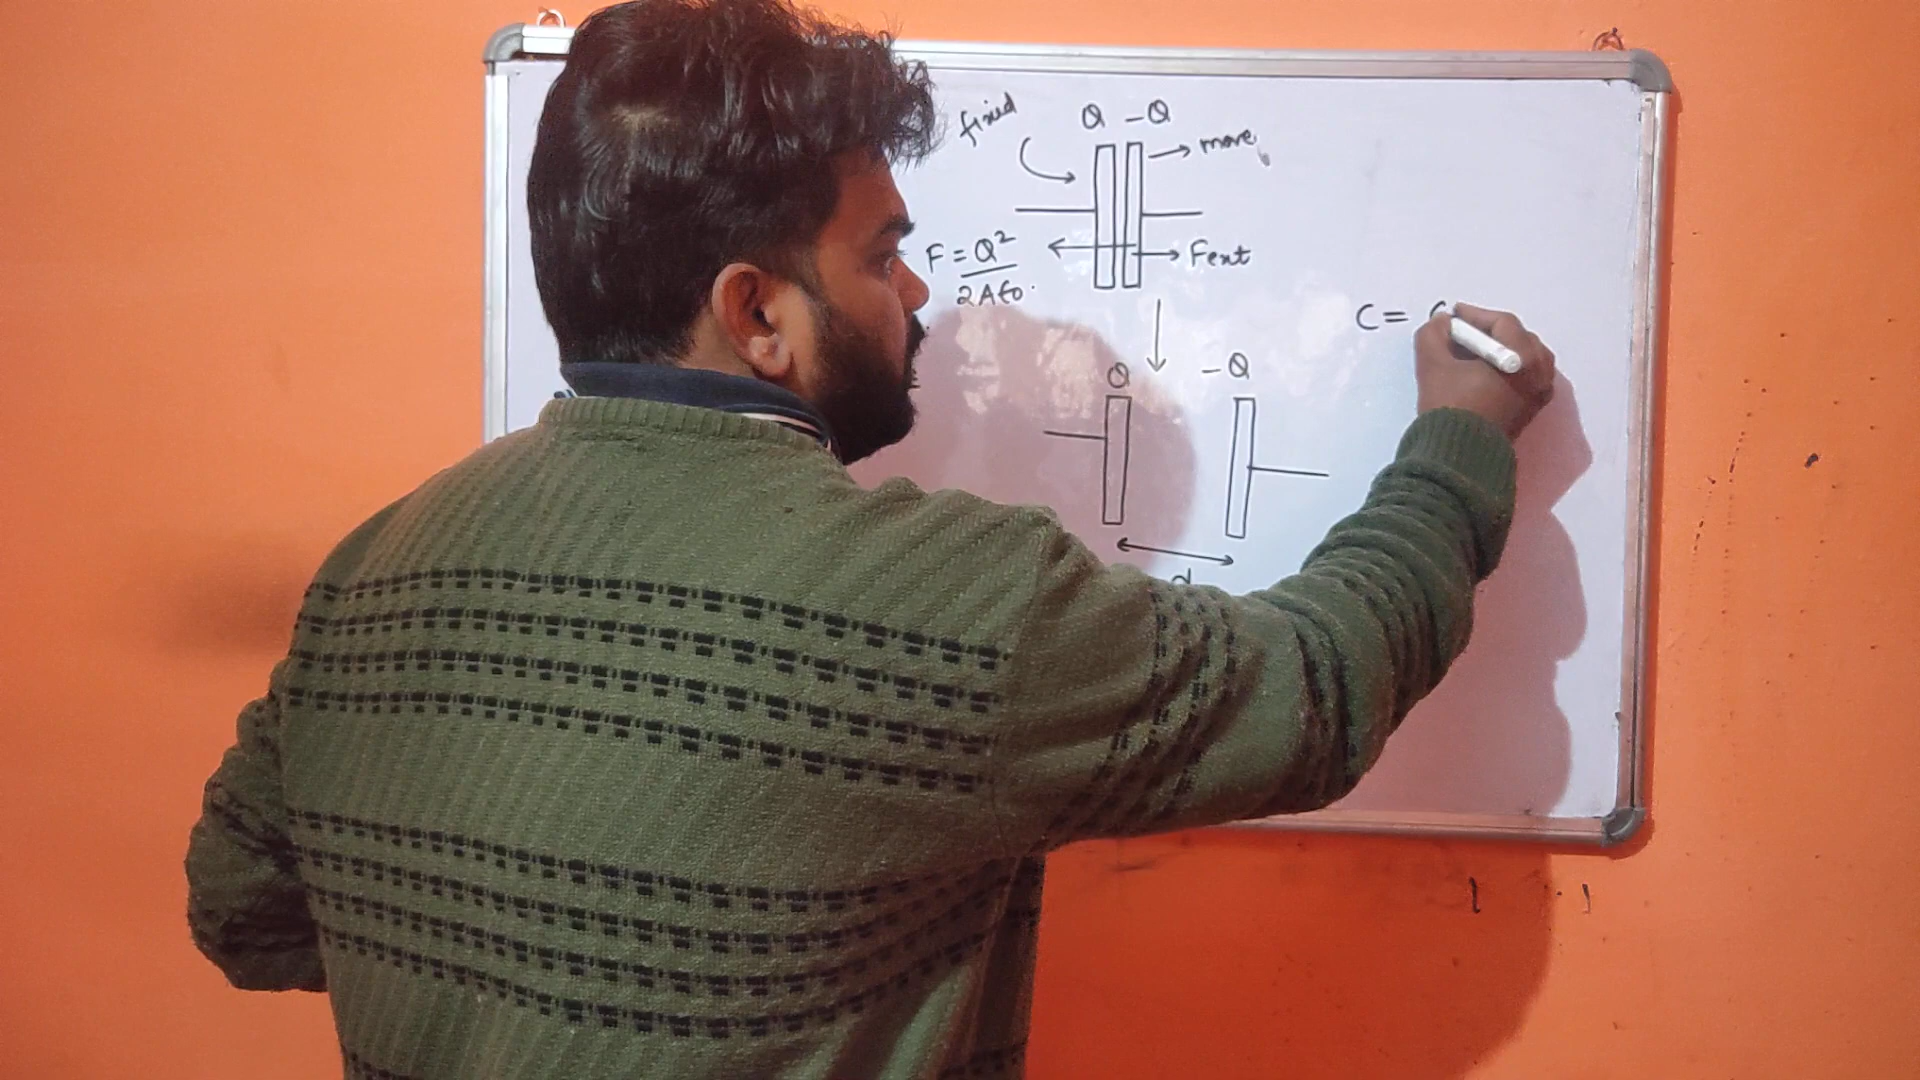 fixed
Q -Q
move
F = Q²
2Aϵ₀.
Fext
C =
Q -Q
d